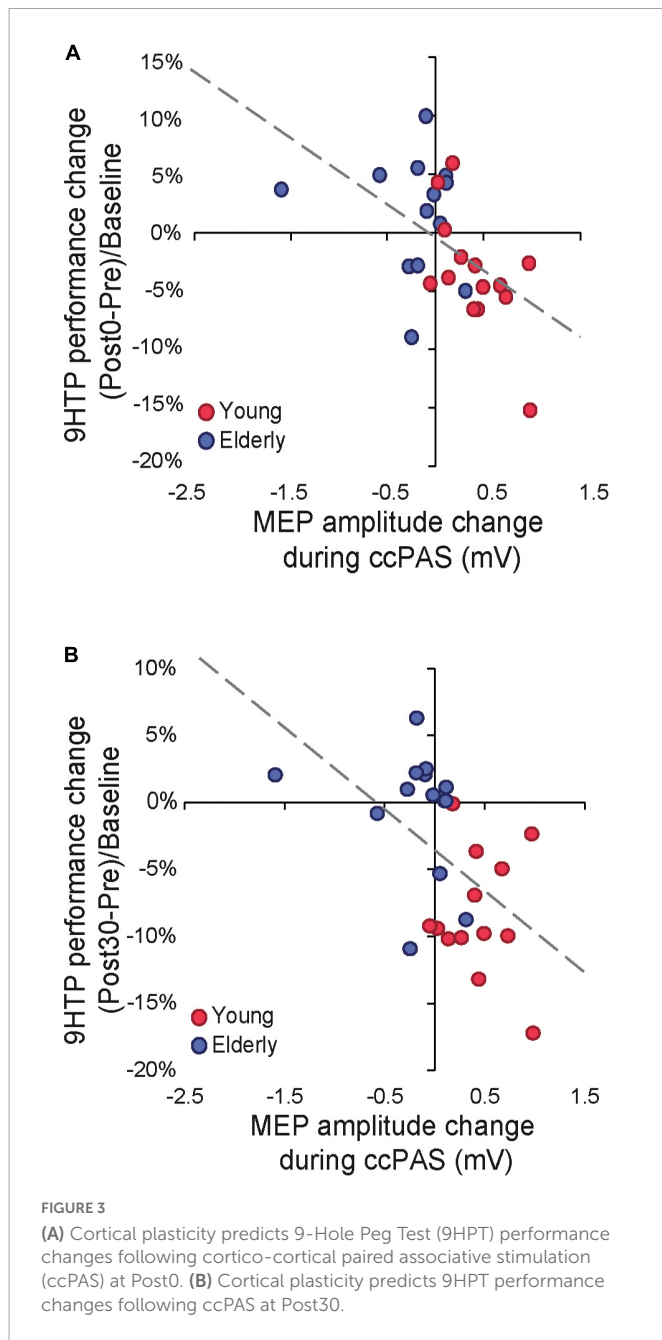 A
15%
10%
5%
0%
-5%
-10%
-15%
-20%
9HTP performance change
(Post0-Pre)/Baseline
Young
Elderly
-2.5 -1.5 -0.5 0.5 1.5
MEP amplitude change
during ccPAS (mV)
B
10%
5%
0%
-5%
-10%
-15%
-20%
9HTP performance change
(Post30-Pre)/Baseline
Young
Elderly
-2.5 -1.5 -0.5 0.5 1.5
MEP amplitude change
during ccPAS (mV)
FIGURE 3
(A) Cortical plasticity predicts 9-Hole Peg Test (9HPT) performance
changes following cortico-cortical paired associative stimulation
(ccPAS) at Post0. (B) Cortical plasticity predicts 9HPT performance
changes following ccPAS at Post30.